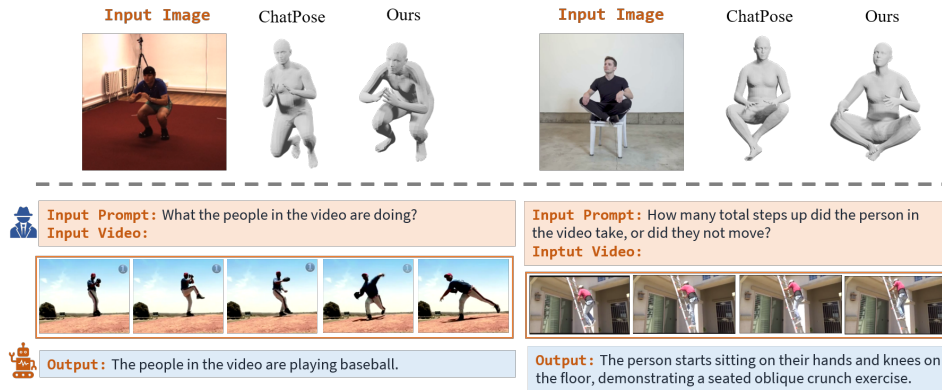 Input Image
ChatPose
Ours
Input Image
ChatPose
Ours
Input Prompt: What the people in the video are doing?
Input Video:
Input Prompt: How many total steps up did the person in
the video take, or did they not move?
Intput Video:
Output: The people in the video are playing baseball.
Output: The person starts sitting on their hands and knees on
the floor, demonstrating a seated oblique crunch exercise.